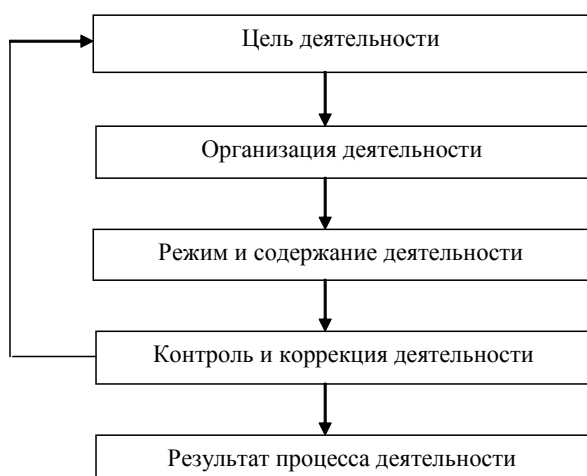 Цель деятельности
Организация деятельности
Режим и содержание деятельности
Контроль и коррекция деятельности
Результат процесса деятельности